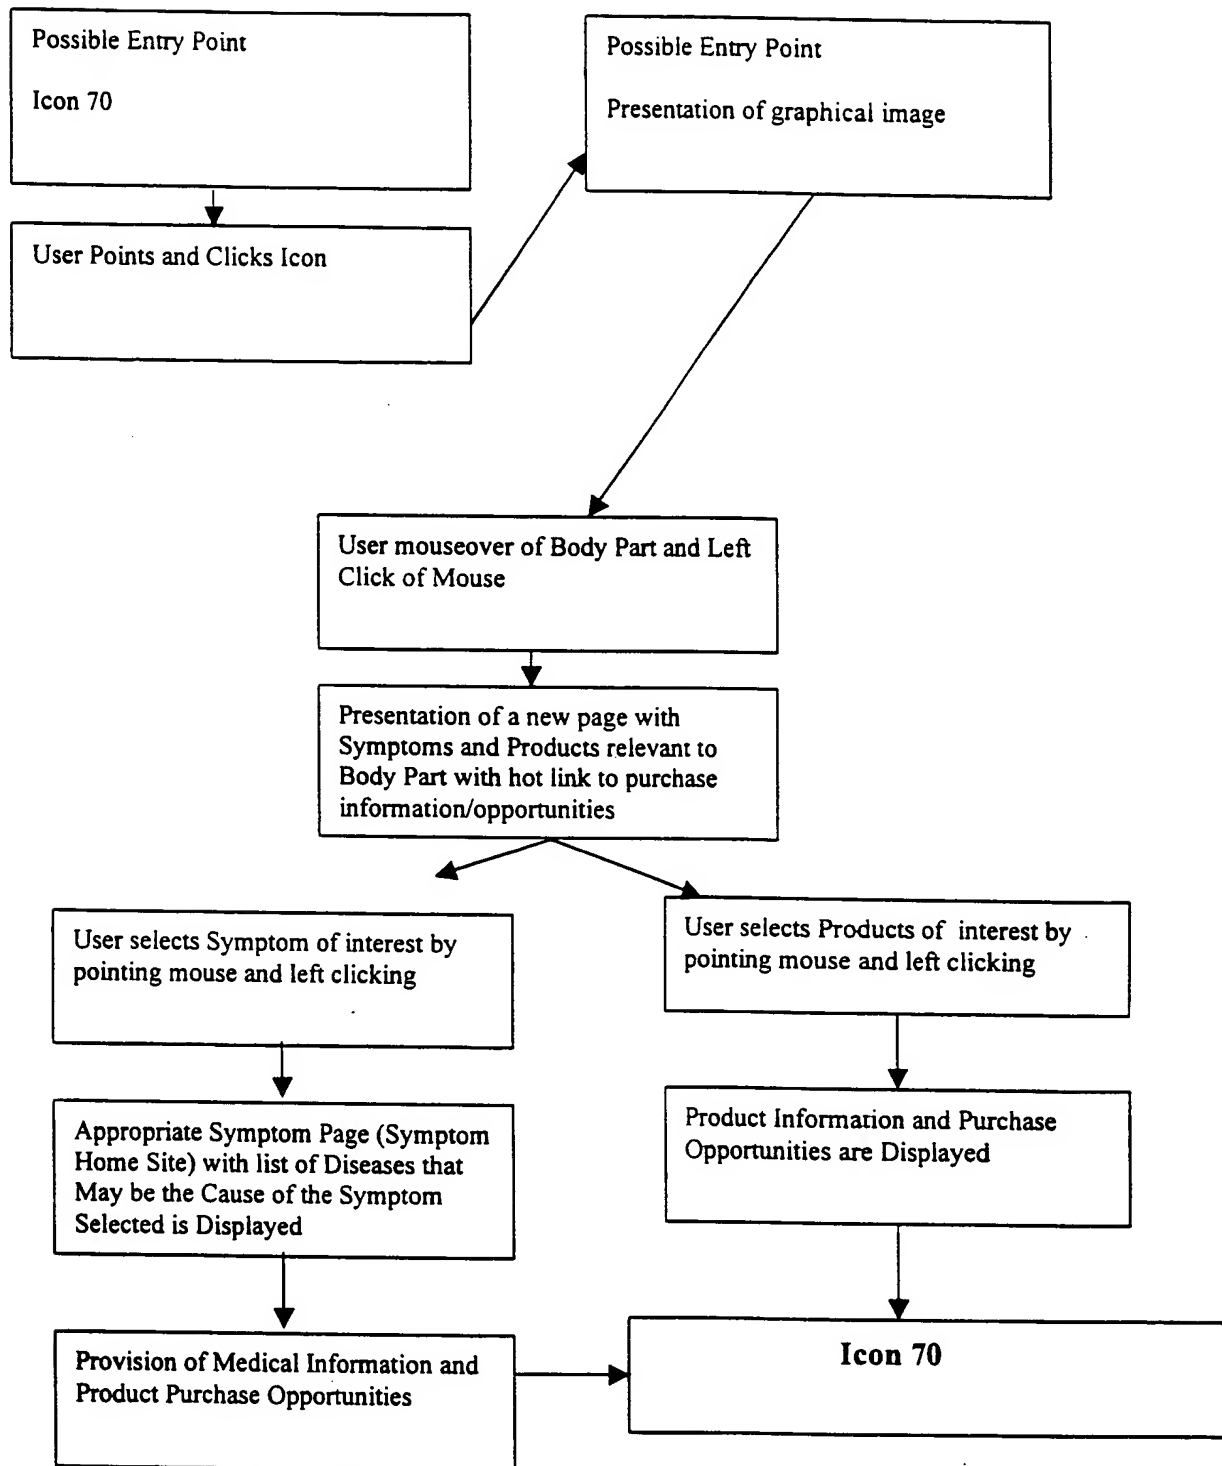 Possible Entry Point
Icon 70
Possible Entry Point
Presentation of graphical image
User Points and Clicks Icon
User mouseover of Body Part and Left
Click of Mouse
Presentation of a new page with
Symptoms and Products relevant to
Body Part with hot link to purchase
information/opportunities
User selects Symptom of interest by
pointing mouse and left clicking
User selects Products of interest by
pointing mouse and left clicking
Appropriate Symptom Page (Symptom
Home Site) with list of Diseases that
May be the Cause of the Symptom
Selected is Displayed
Product Information and Purchase
Opportunities are Displayed
Provision of Medical Information and
Product Purchase Opportunities
Icon 70